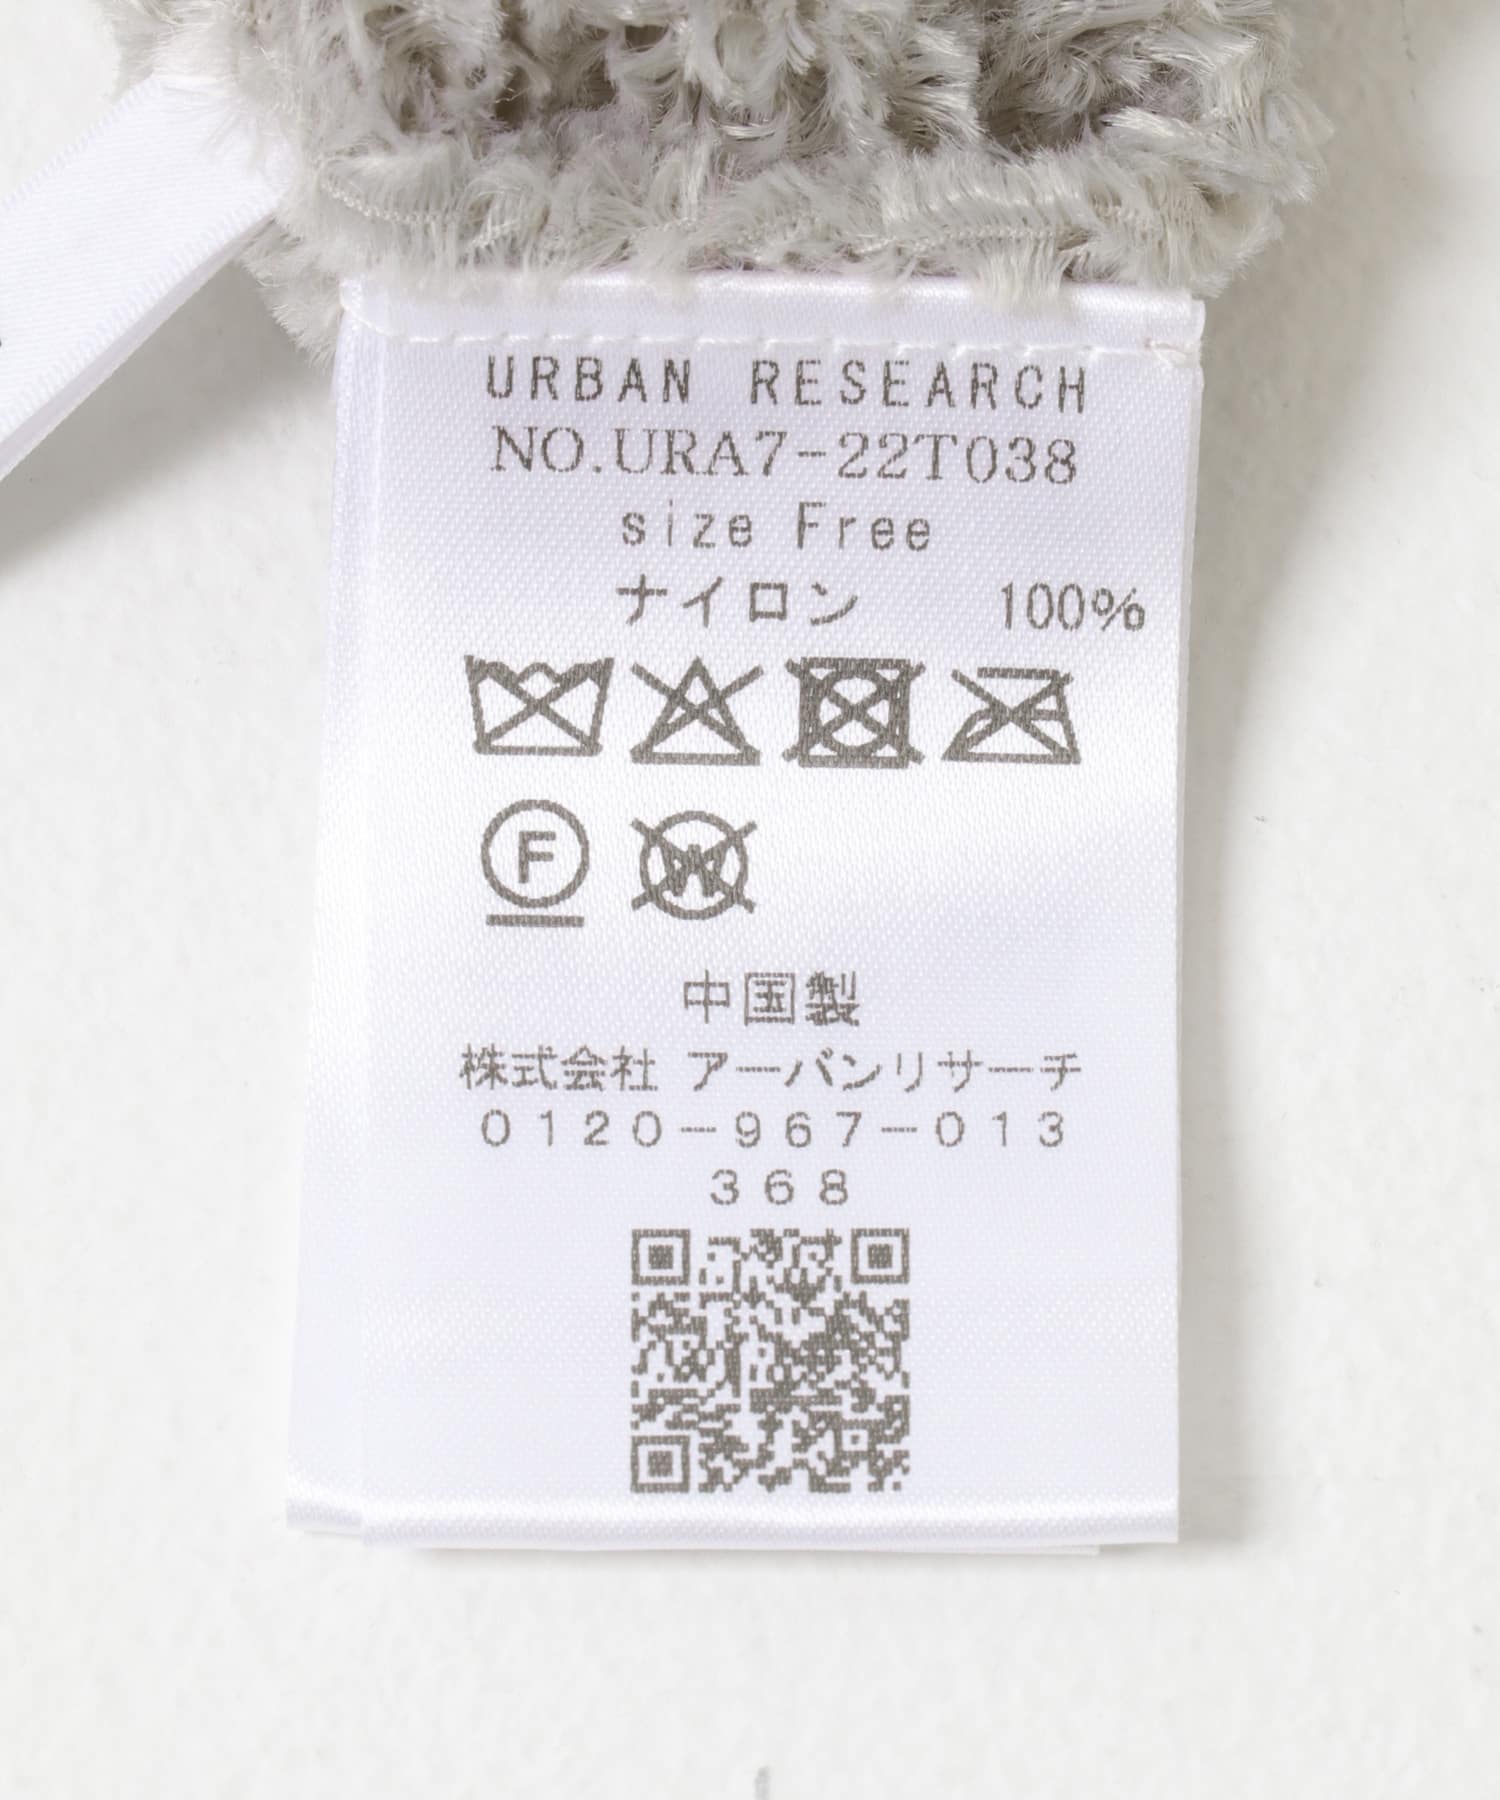 URBAN RESEARCH
NO.URA7-22T038
size Free
ナイロン 100%
F
W
中国製
株式会社 アーバンリサーチ
0120-967-013
368